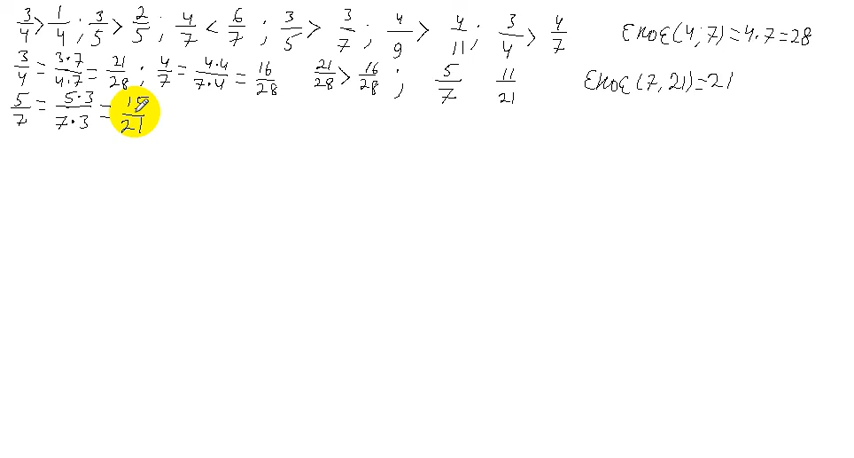 3/4 > 1/4 ; 3/5 > 2/5 ; 4/7 < 6/7 ; 3/5 > 3/7 ; 4/9 > 4/11 ; 3/4 > 4/7 ЕКОЕ(4;7)=4·7=28
3/4 = 3·7/4·7 = 21/28 ; 4/7 = 4·4/7·4 = 16/28 21/28 > 16/28 ; 5/7 11/21 ЕКОЕ(7,21)=21
5/7 = 5·3/7·3 = 15/21